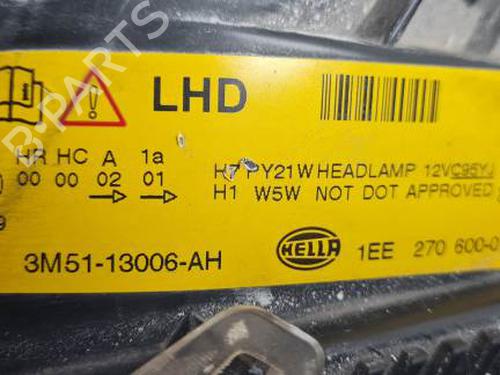 LHD
HR HC A 1a
00 00 02 01
H7 PY21W HEADLAMP 12V
H1 W5W NOT DOT APPROVED
HELLA
3M51-13006-AH
1EE 270 600-0
B-PARTS